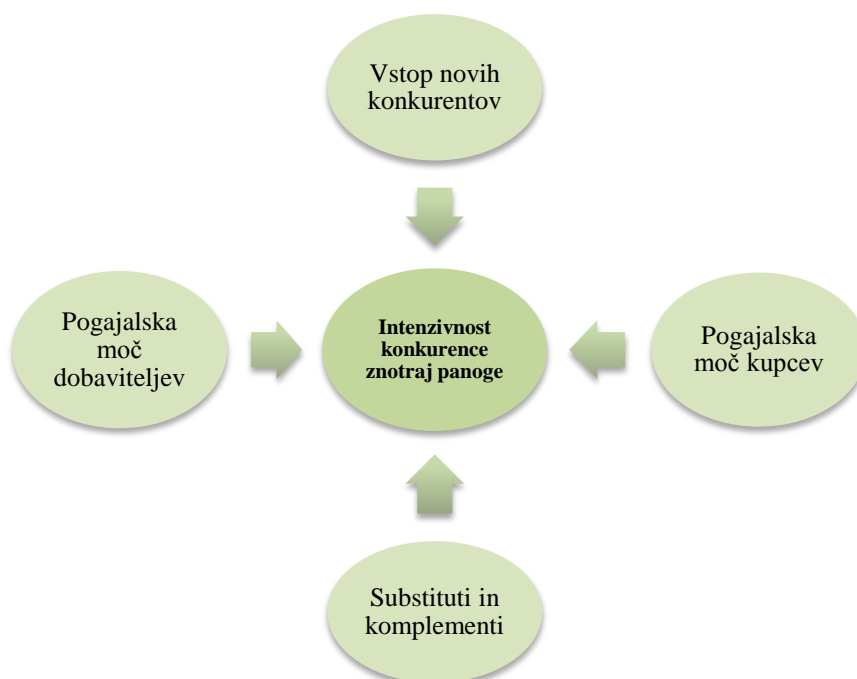 Vstop novih
konkurentov
Pogajalska
moč
dobaviteljev
Intenzivnost
konkurence
znotraj panoge
Pogajalska
moč kupcev
Substituti in
komplementi